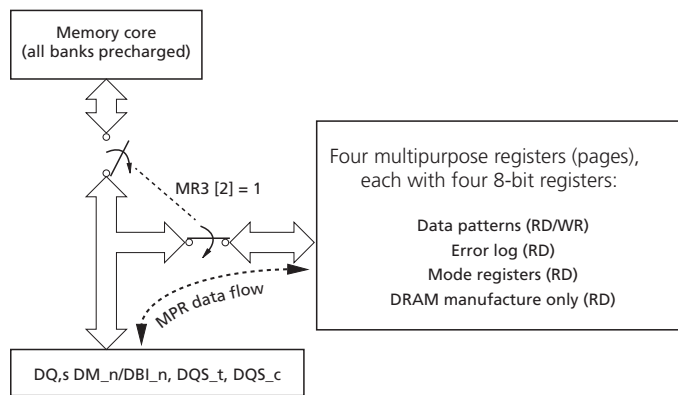 Memory core
(all banks precharged)
MR3 [2] = 1
Four multipurpose registers (pages),
each with four 8-bit registers:
Data patterns (RD/WR)
Error log (RD)
Mode registers (RD)
DRAM manufacture only (RD)
MPR data flow
DQ,s DM_n/DBI_n, DQS_t, DQS_c